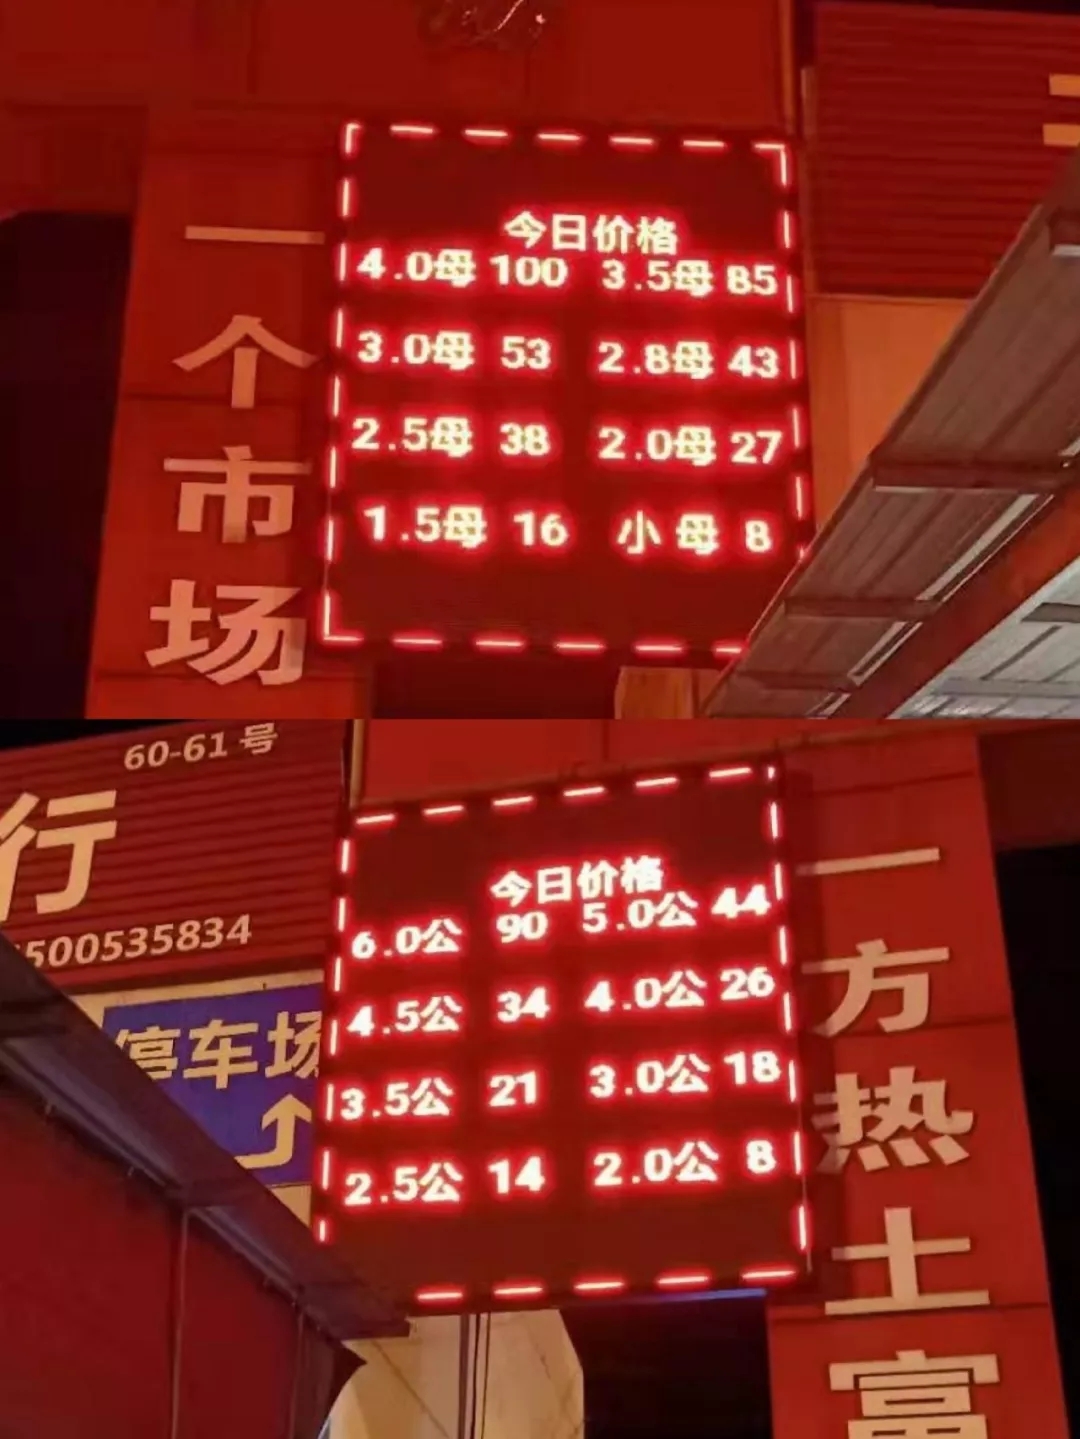 一个市场
今日价格
4.0母 100 3.5母 85
3.0母 53 2.8母 43
2.5母 38 2.0母 27
1.5母 16 小母 8
60-61 号
行
500535834
停车场
今日价格
6.0公 90 5.0公 44
4.5公 34 4.0公 26
3.5公 21 3.0公 18
2.5公 14 2.0公 8
一方热土富